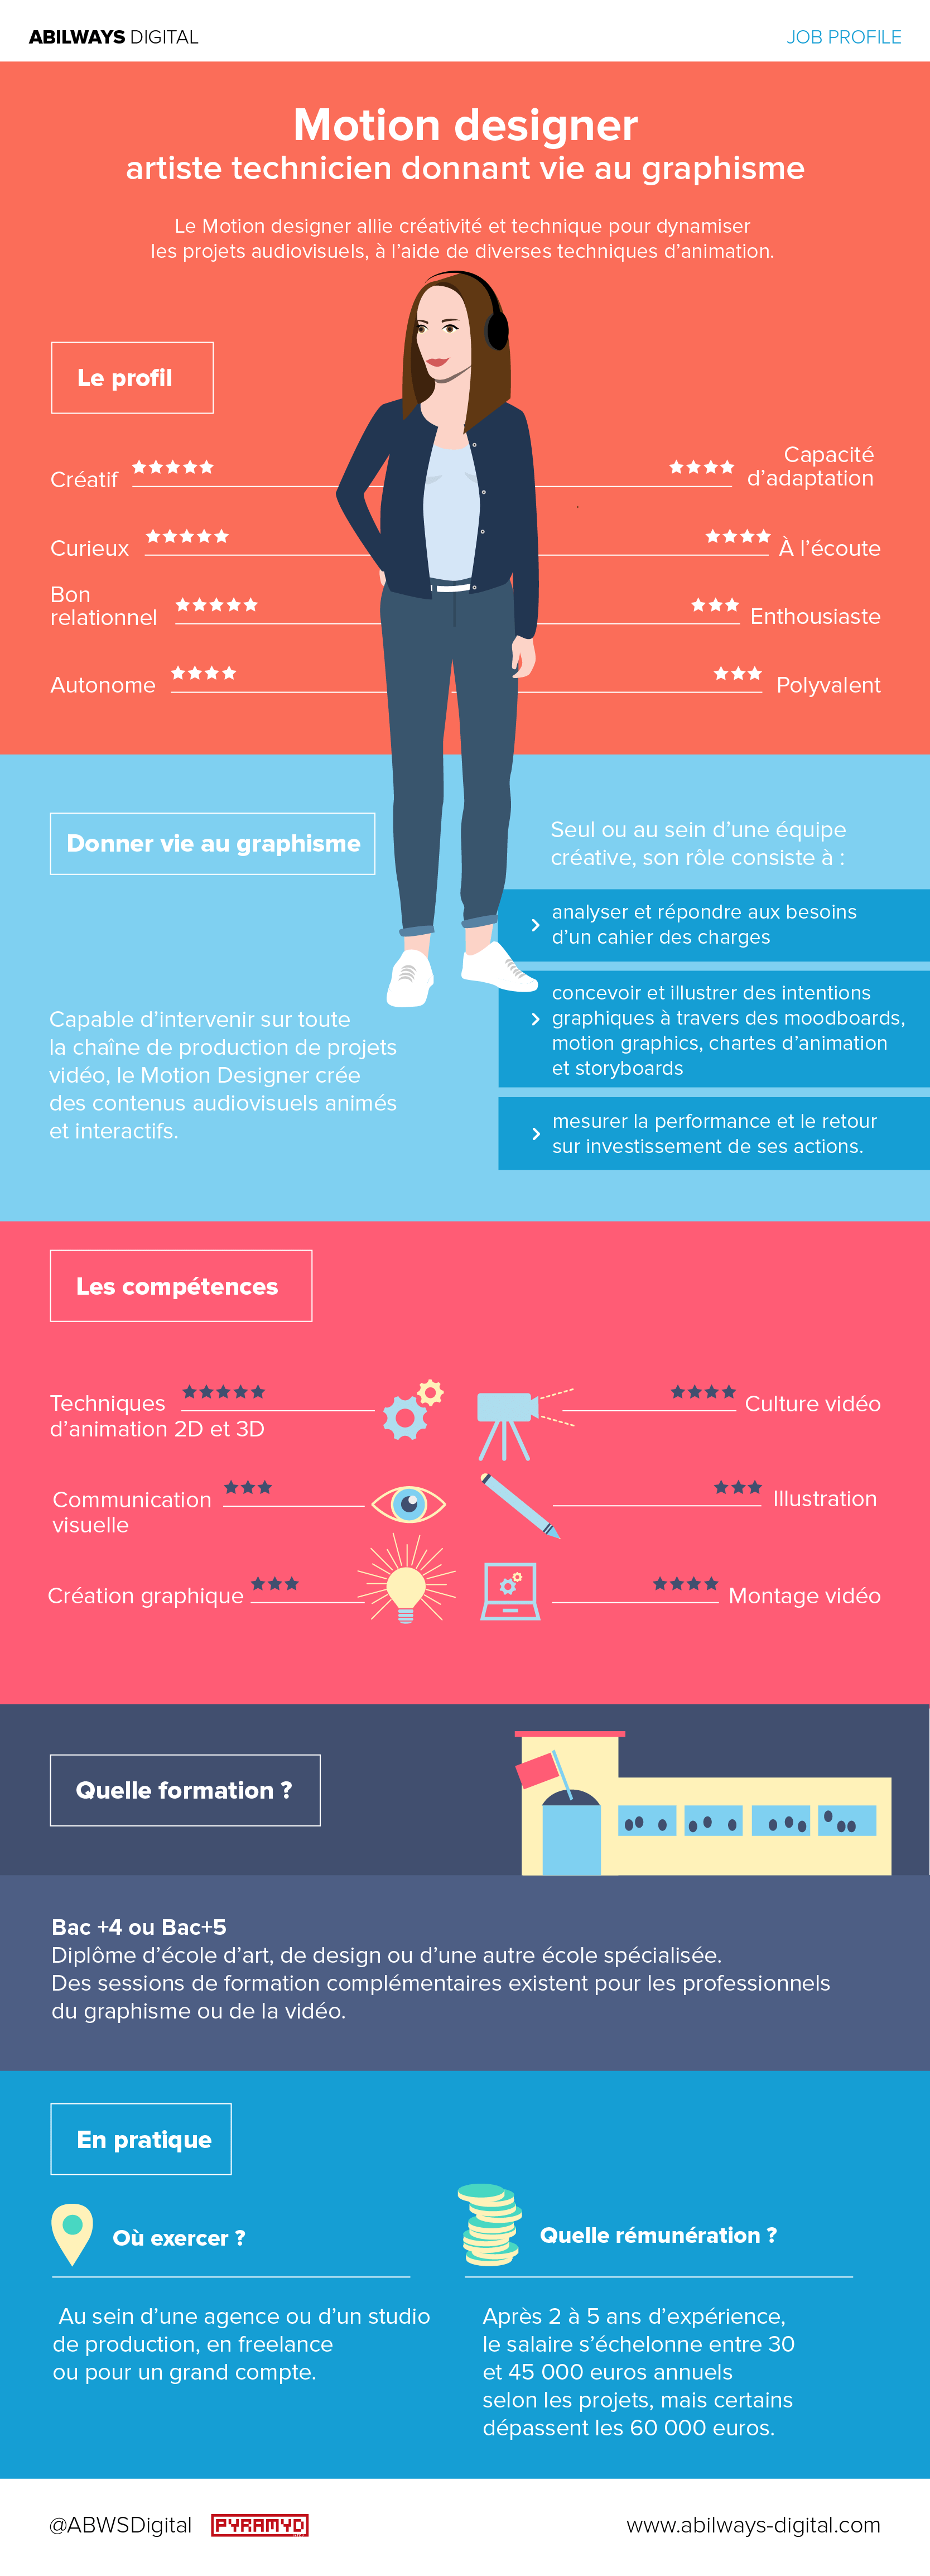 ABILWAYS DIGITAL
JOB PROFILE
Motion designer
artiste technicien donnant vie au graphisme
Le Motion designer allie créativité et technique pour dynamiser
les projets audiovisuels, à l’aide de diverses techniques d’animation.
Le profil
Créatif
Curieux
Bon
relationnel
Autonome
Capacité
d’adaptation
À l’écoute
Enthousiaste
Polyvalent
Donner vie au graphisme
Capable d’intervenir sur toute
la chaîne de production de projets
vidéo, le Motion Designer crée
des contenus audiovisuels animés
et interactifs.
Seul ou au sein d’une équipe
créative, son rôle consiste à :
analyser et répondre aux besoins
d’un cahier des charges
concevoir et illustrer des intentions
graphiques à travers des moodboards,
motion graphics, chartes d’animation
et storyboards
mesurer la performance et le retour
sur investissement de ses actions.
Les compétences
Techniques
d’animation 2D et 3D
Communication
visuelle
Création graphique
Culture vidéo
Illustration
Montage vidéo
Quelle formation ?
Bac +4 ou Bac+5
Diplôme d’école d’art, de design ou d’une autre école spécialisée.
Des sessions de formation complémentaires existent pour les professionnels
du graphisme ou de la vidéo.
En pratique
Où exercer ?
Au sein d’une agence ou d’un studio
de production, en freelance
ou pour un grand compte.
Quelle rémunération ?
Après 2 à 5 ans d’expérience,
le salaire s’échelonne entre 30
et 45 000 euros annuels
selon les projets, mais certains
dépassent les 60 000 euros.
@ABWSDigital
PYRAMYD
www.abilways-digital.com